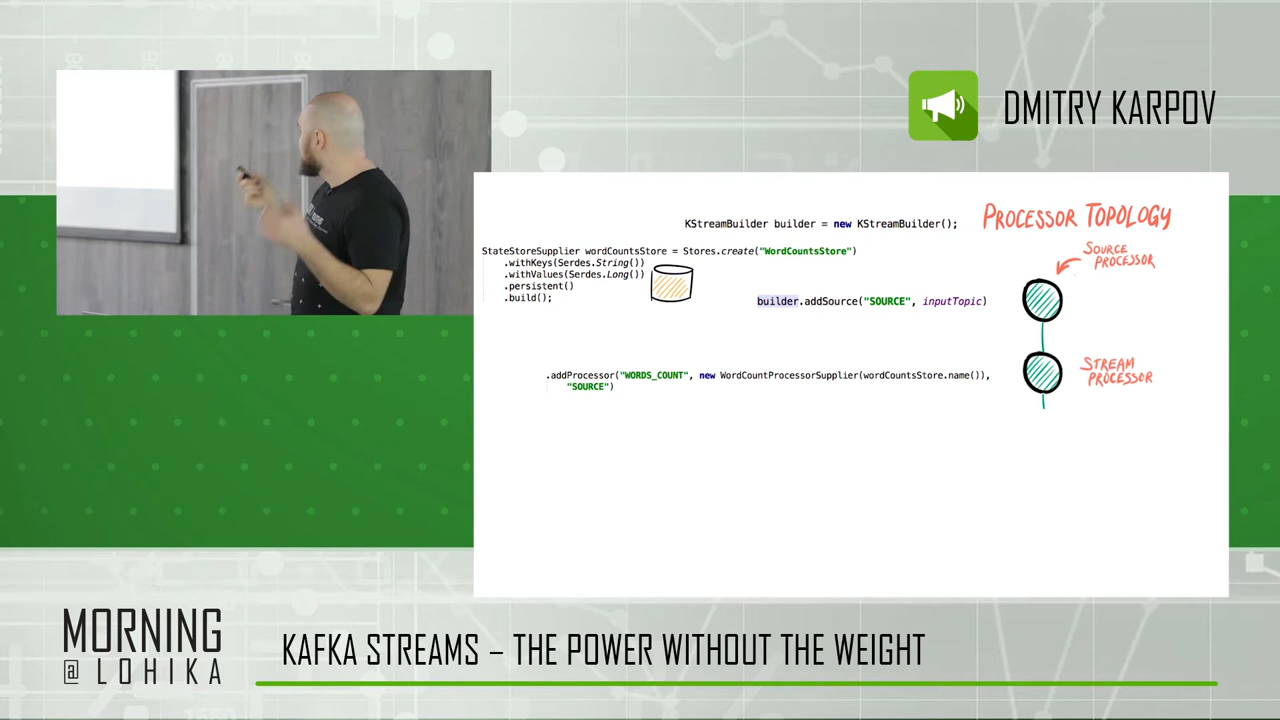 DMITRY KARPOV
KStreamBuilder builder = new KStreamBuilder();
PROCESSOR TOPOLOGY
StateStoreSupplier wordCountsStore = Stores.create("WordCountsStore")
.withKeys(Serdes.String())
.withValues(Serdes.Long())
.persistent()
.build();
SOURCE
PROCESSOR
builder.addSource("SOURCE", inputTopic)
.addProcessor("WORDS_COUNT", new WordCountProcessorSupplier(wordCountsStore.name()),
"SOURCE")
STREAM
PROCESSOR
MORNING
@ LOHIKA
KAFKA STREAMS – THE POWER WITHOUT THE WEIGHT